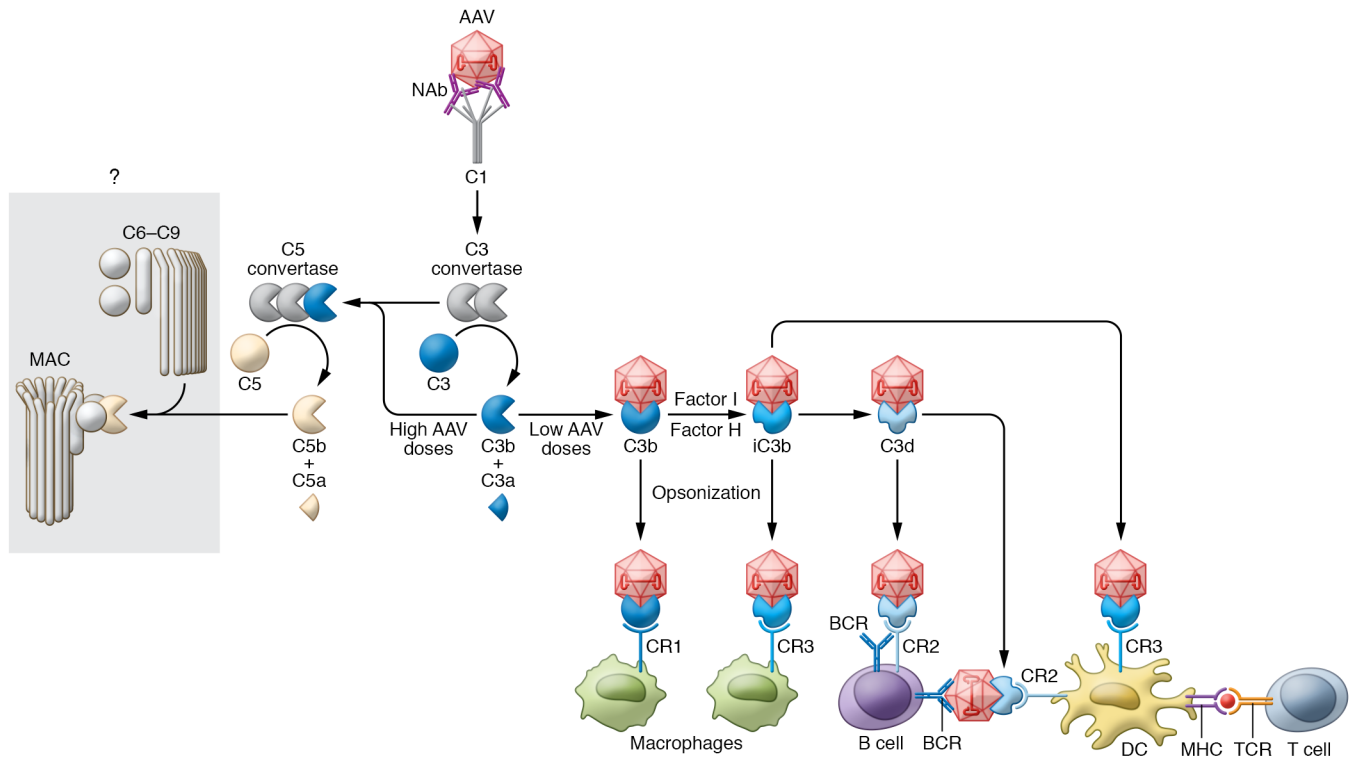 AAV
NAb
C1
?
C6–C9
C5
convertase
C3
convertase
MAC
C5
C3
High AAV
doses
Low AAV
doses
C5b
+
C5a
C3b
+
C3a
C3b
Factor I
Factor H
iC3b
C3d
Opsonization
CR1
CR3
BCR
CR2
CR2
CR3
Macrophages
B cell
BCR
DC
MHC
TCR
T cell